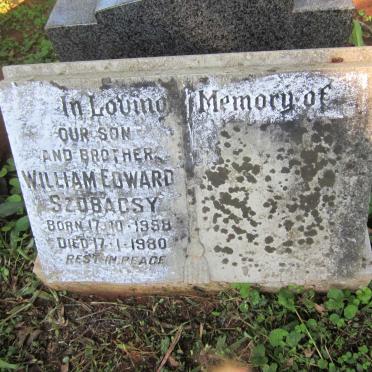 In Loving Memory of
OUR SON
AND BROTHER
WILLIAM EDWARD
SZOBACSY
BORN 17-10-1958
DIED 17-1-1980
REST IN PEACE